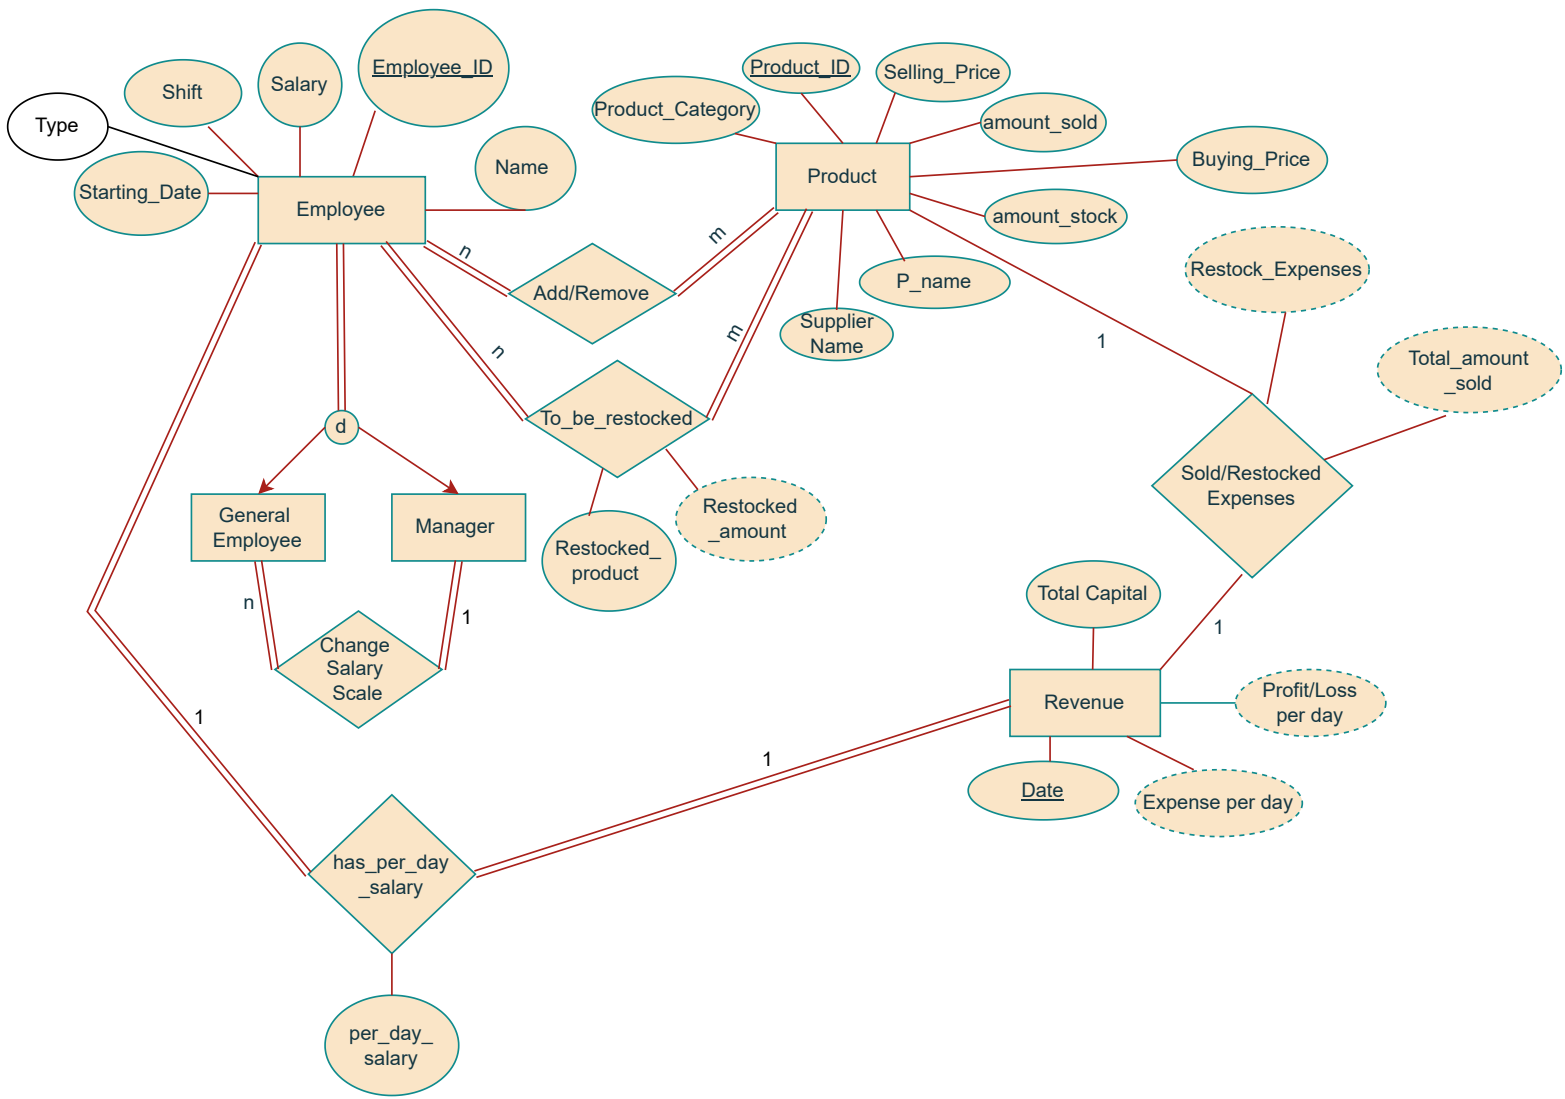 Employee_ID
Product_ID
Selling_Price
Salary
Shift
Product_Category
Type
amount_sold
Buying_Price
Name
Product
Starting_Date
Employee
amount_stock
m
n
Restock_Expenses
P_name
Add/Remove
Supplier
Name
m
1
n
Total_amount
_sold
To_be_restocked
d
Sold/Restocked
Expenses
General
Employee
Manager
Restocked
_amount
Restocked_
product
Total Capital
n
1
1
Change
Salary
Scale
Revenue
Profit/Loss
per day
1
1
Date
Expense per day
has_per_day
_salary
per_day_
salary